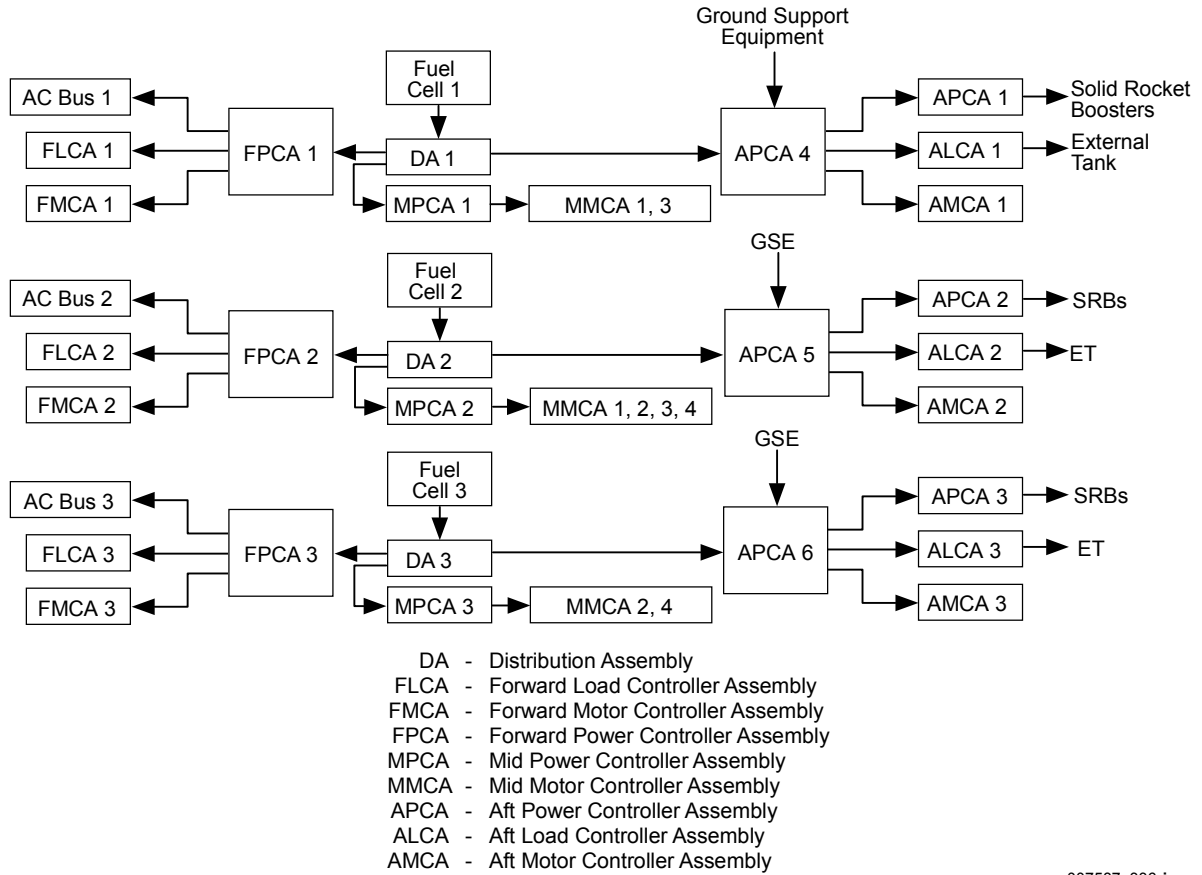 Ground Support
Equipment
Fuel
Cell 1
AC Bus 1
APCA 1
Solid Rocket
Boosters
FLCA 1
FPCA 1
DA 1
APCA 4
ALCA 1
External
Tank
FMCA 1
MPCA 1
MMCA 1, 3
AMCA 1
GSE
Fuel
Cell 2
AC Bus 2
APCA 2
SRBs
FLCA 2
FPCA 2
DA 2
APCA 5
ALCA 2
ET
FMCA 2
MPCA 2
MMCA 1, 2, 3, 4
AMCA 2
GSE
Fuel
Cell 3
AC Bus 3
APCA 3
SRBs
FLCA 3
FPCA 3
DA 3
APCA 6
ALCA 3
ET
FMCA 3
MPCA 3
MMCA 2, 4
AMCA 3
DA - Distribution Assembly
FLCA - Forward Load Controller Assembly
FMCA - Forward Motor Controller Assembly
FPCA - Forward Power Controller Assembly
MPCA - Mid Power Controller Assembly
MMCA - Mid Motor Controller Assembly
APCA - Aft Power Controller Assembly
ALCA - Aft Load Controller Assembly
AMCA - Aft Motor Controller Assembly